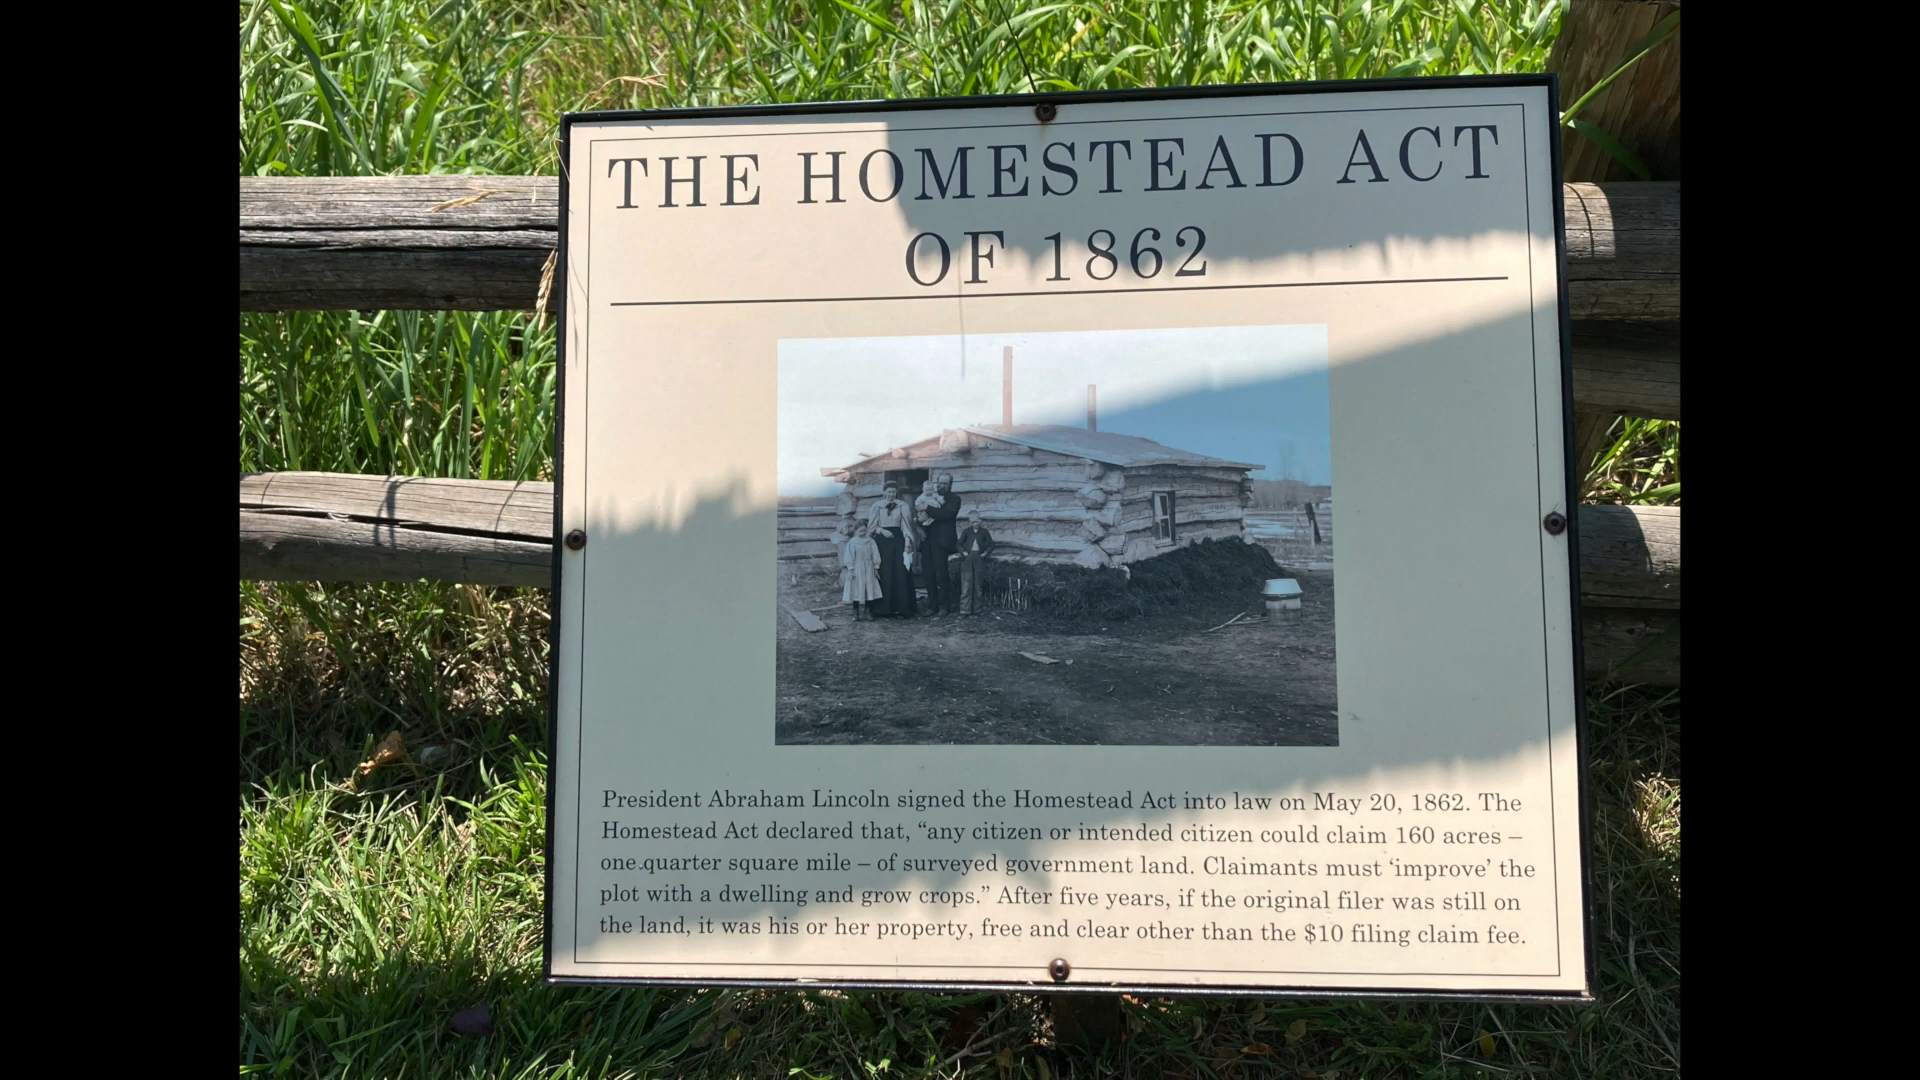 THE HOMESTEAD ACT
OF 1862
President Abraham Lincoln signed the Homestead Act into law on May 20, 1862. The
Homestead Act declared that, “any citizen or intended citizen could claim 160 acres –
one quarter square mile – of surveyed government land. Claimants must ‘improve’ the
plot with a dwelling and grow crops.” After five years, if the original filer was still on
the land, it was his or her property, free and clear other than the $10 filing claim fee.